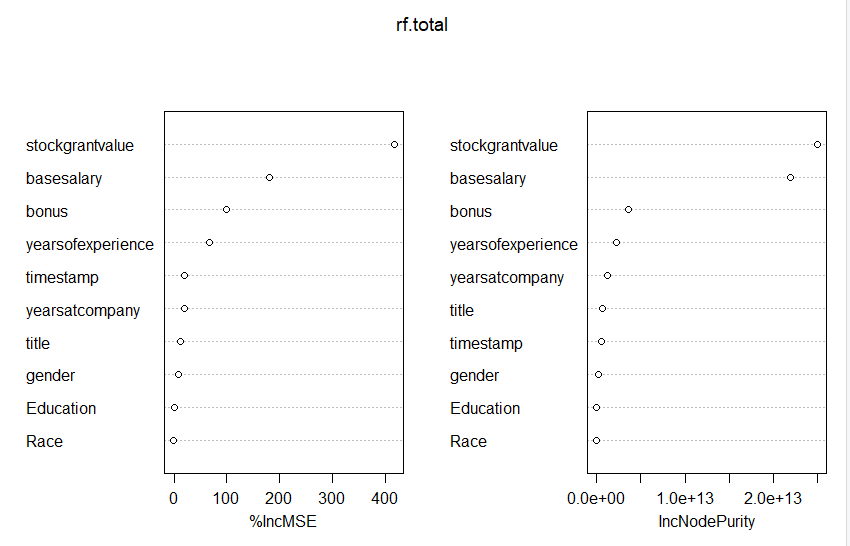 rf.total
stockgrantvalue
basesalary
bonus
yearsofexperience
timestamp
yearsatcompany
title
gender
Education
Race
0 100 200 300 400
%IncMSE
stockgrantvalue
basesalary
bonus
yearsofexperience
yearsatcompany
title
timestamp
gender
Education
Race
0.0e+00 1.0e+13 2.0e+13
IncNodePurity